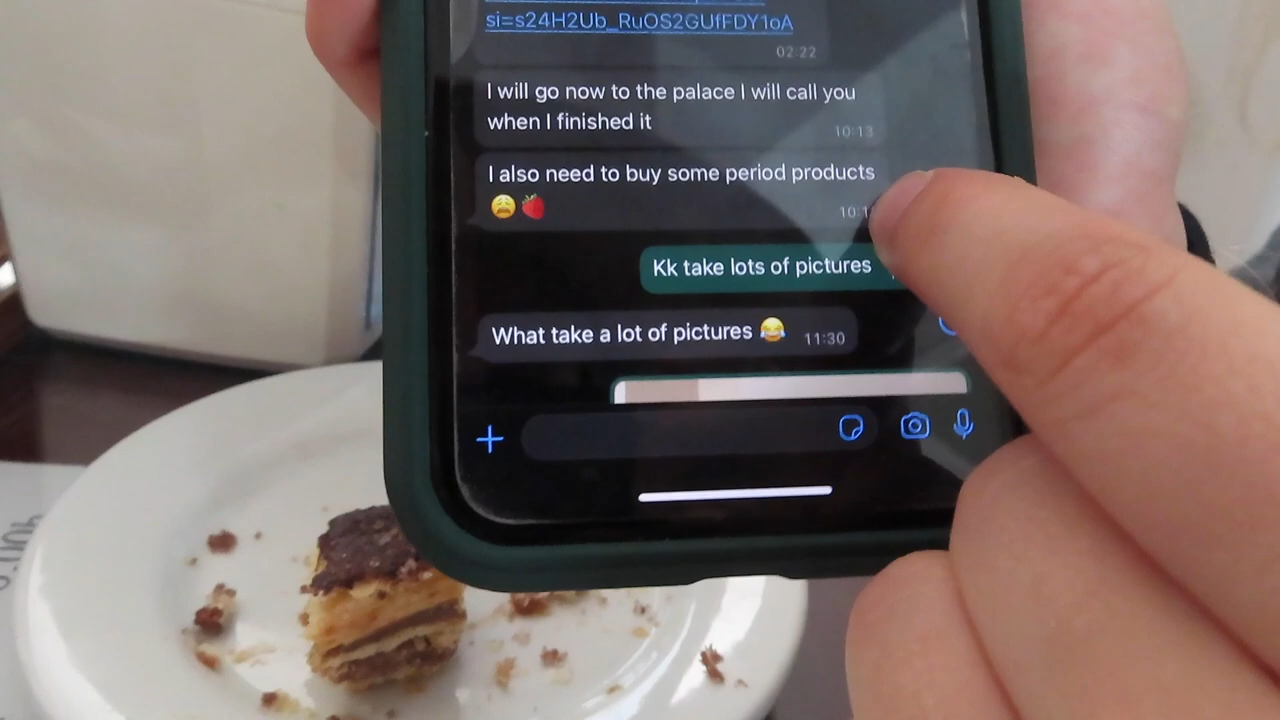 si=s24H2Ub_RuOS2GUfFDY1oA
02:22
I will go now to the palace I will call you
when I finished it
10:13
I also need to buy some period products
😩🍓
Kk take lots of pictures
What take a lot of pictures 😂
11:30